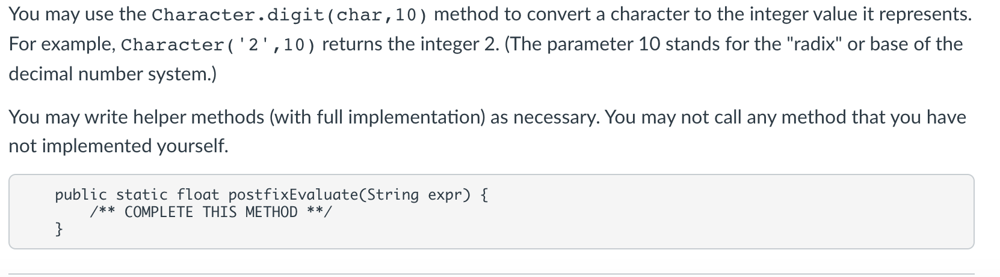 You may use the Character.digit(char,10) method to convert a character to the integer value it represents.
For example, Character('2',10) returns the integer 2. (The parameter 10 stands for the "radix" or base of the
decimal number system.)
You may write helper methods (with full implementation) as necessary. You may not call any method that you have
not implemented yourself.
public static float postfixEvaluate(String expr) {
/** COMPLETE THIS METHOD **/
}